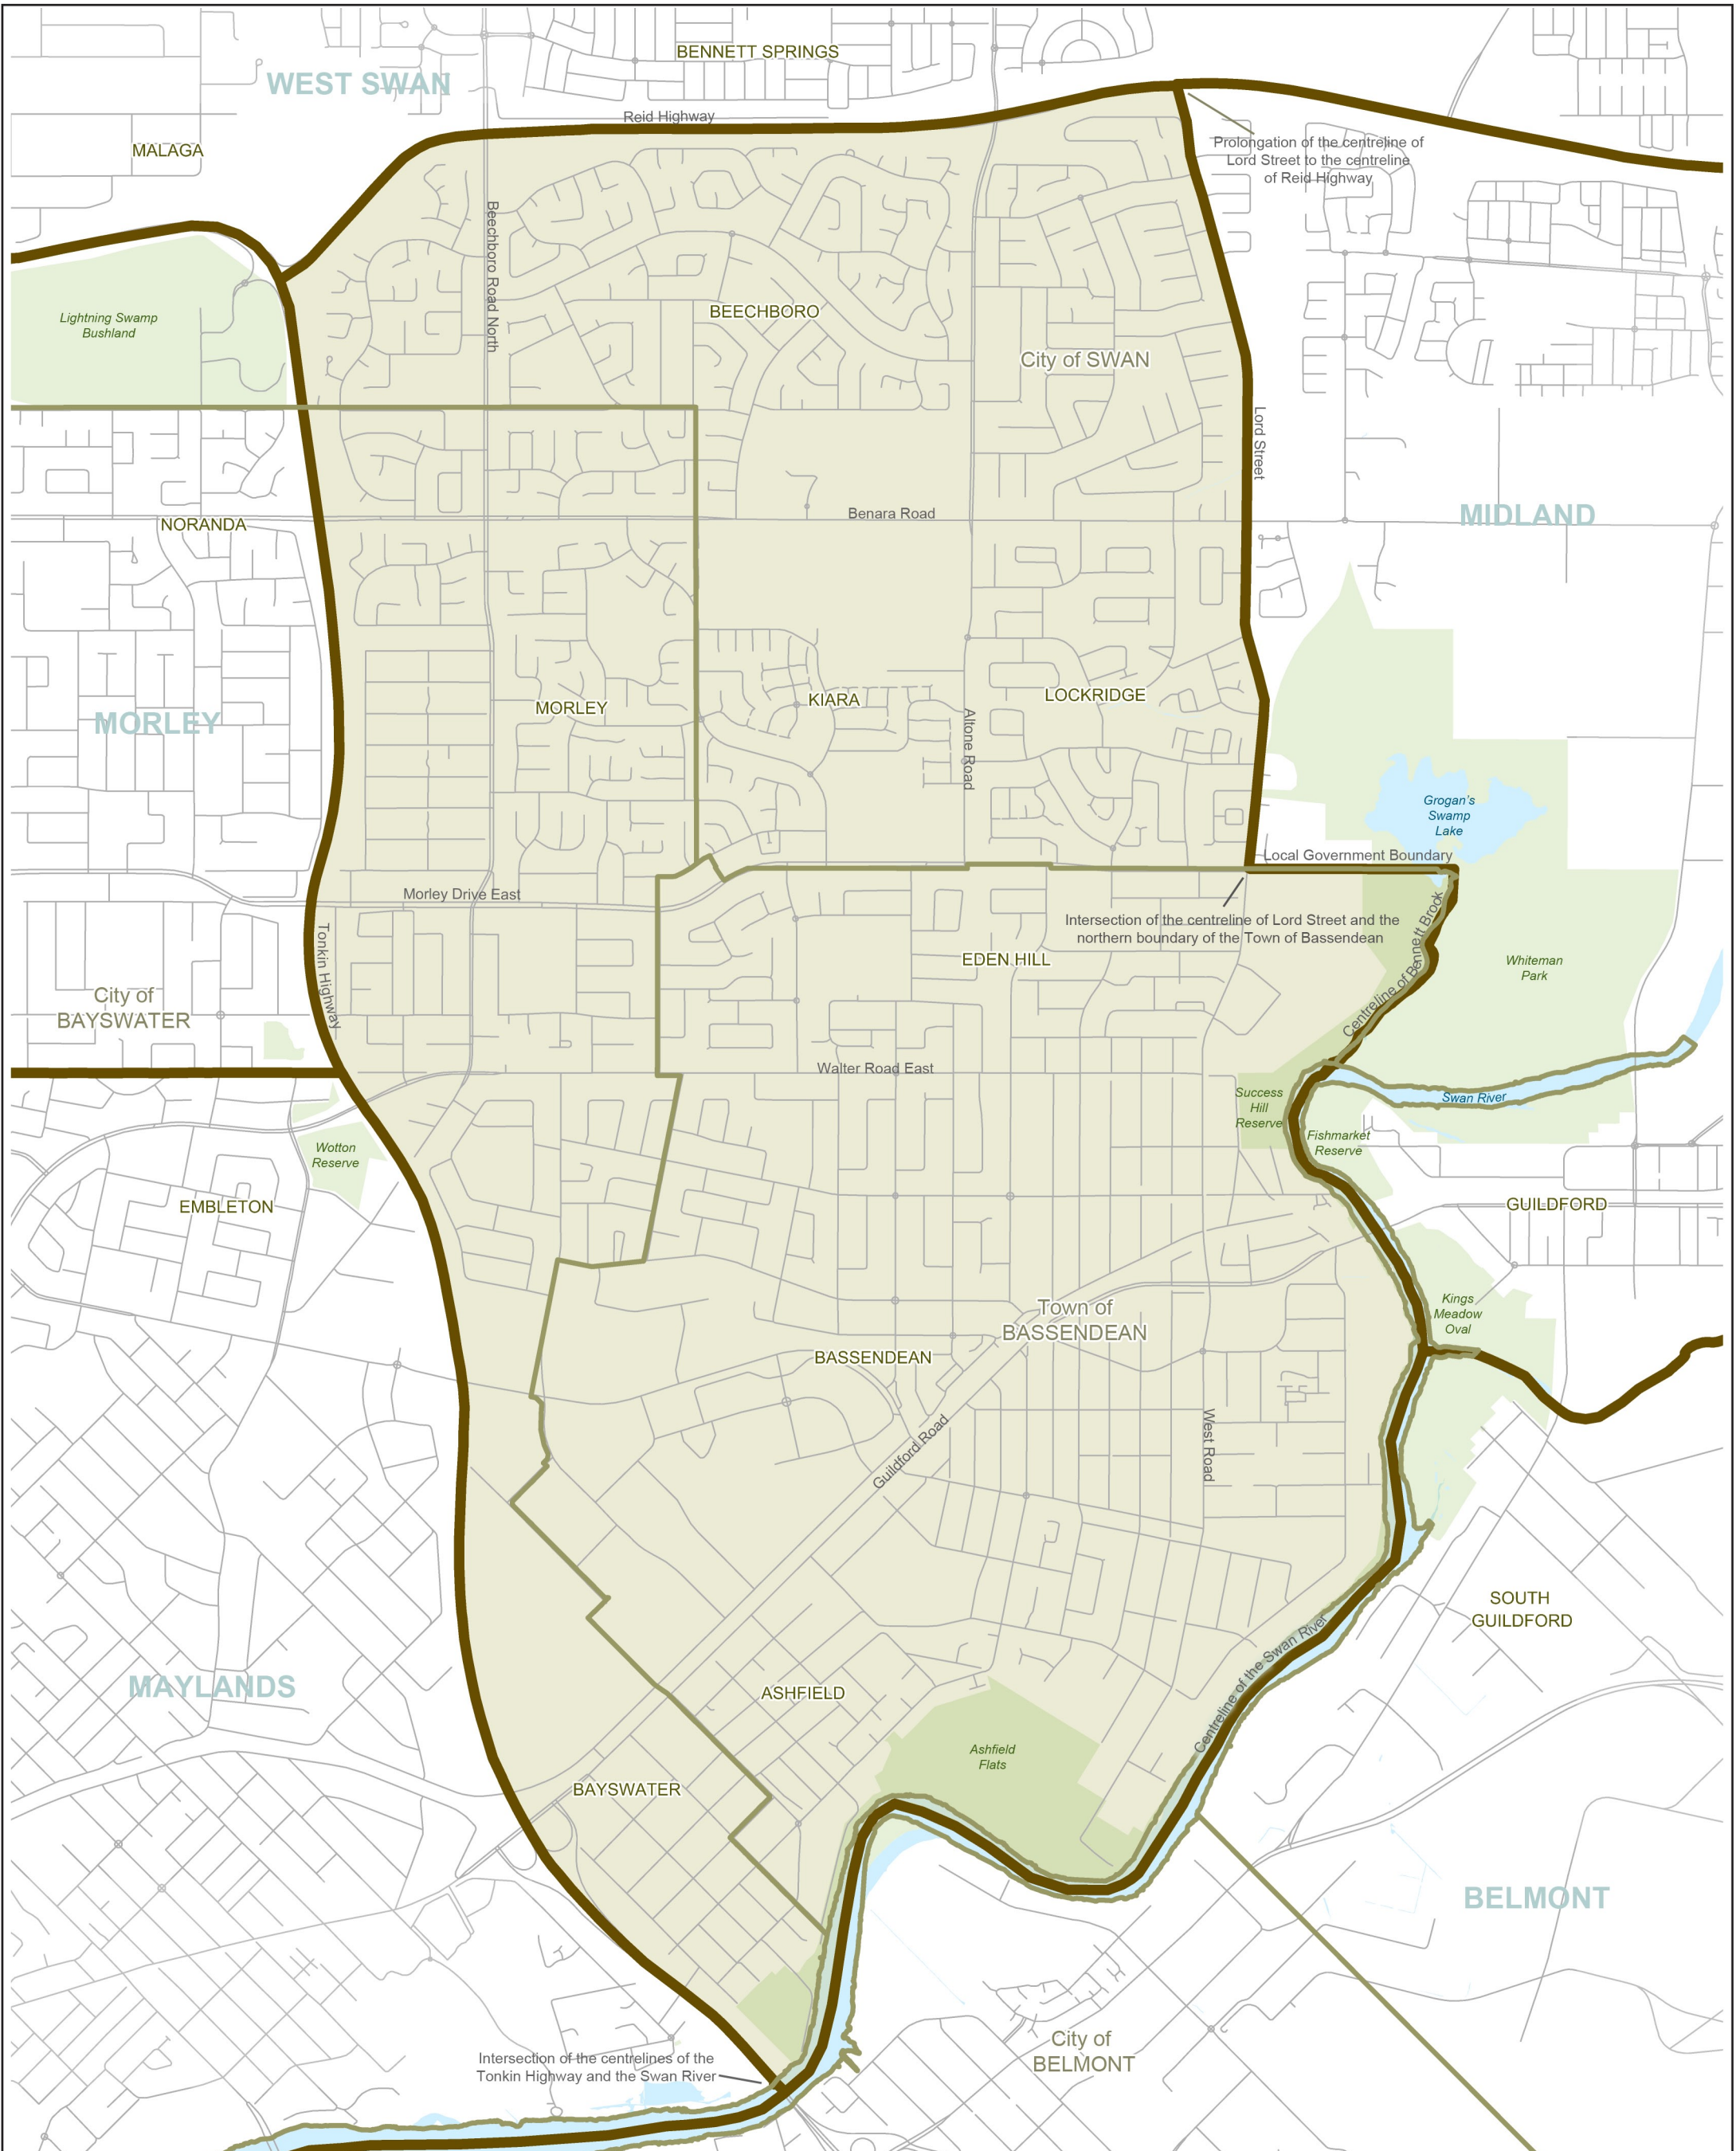 BENNETT SPRINGS
WEST SWAN
Reid Highway
MALAGA
Prolongation of the centreline of
Lord Street to the centreline
of Reid Highway
Beechboro Road North
Lightning Swamp
Bushland
BEECHBORO
City of SWAN
Lord Street
Benara Road
MIDLAND
NORANDA
MORLEY
MORLEY
KIARA
LOCKRIDGE
Altone Road
Grogan's
Swamp
Lake
Local Government Boundary
Morley Drive East
Intersection of the centreline of Lord Street and the
northern boundary of the Town of Bassendean
Centreline of Bennett Brook
Tonkin Highway
EDEN HILL
Whiteman
Park
City of
BAYSWATER
Walter Road East
Success
Hill
Reserve
Swan River
Fishmarket
Reserve
Wotton
Reserve
EMBLETON
GUILDFORD
Kings
Meadow
Oval
Town of
BASSENDEAN
BASSENDEAN
West Road
Guildford Road
SOUTH
GUILDFORD
Centreline of the Swan River
MAYLANDS
ASHFIELD
Ashfield
Flats
BAYSWATER
BELMONT
City of
BELMONT
Intersection of the centrelines of the
Tonkin Highway and the Swan River